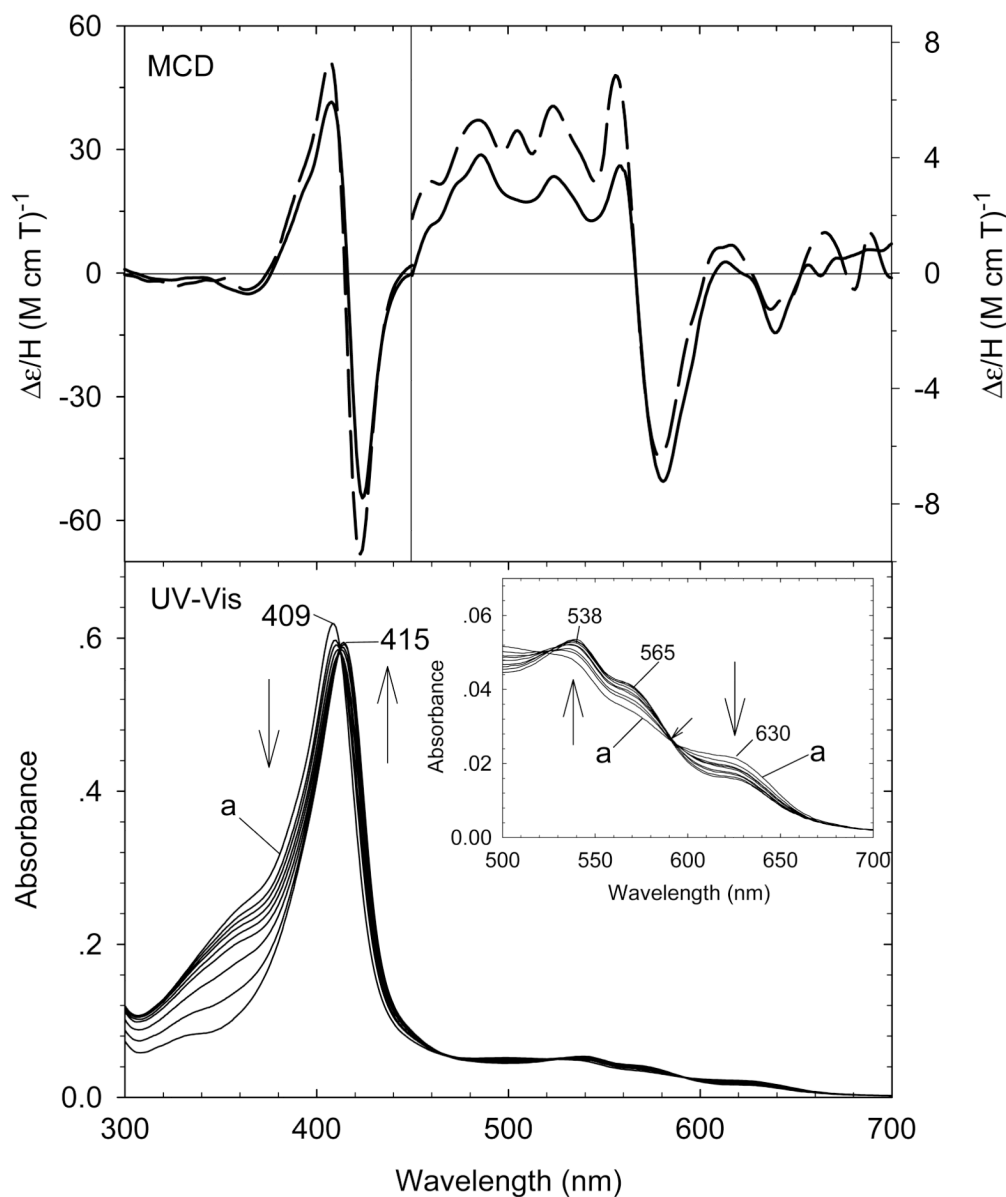 MCD
60
30
0
-30
-60
Δε/H (M cm T)-1
8
4
0
-4
-8
Δε/H (M cm T)-1
UV-Vis
409
415
a
.6
.4
.2
0.0
Absorbance
300 400 500 600 700
Wavelength (nm)
.06
.04
.02
0.00
Absorbance
538
565
630
a
a
500 550 600 650 700
Wavelength (nm)